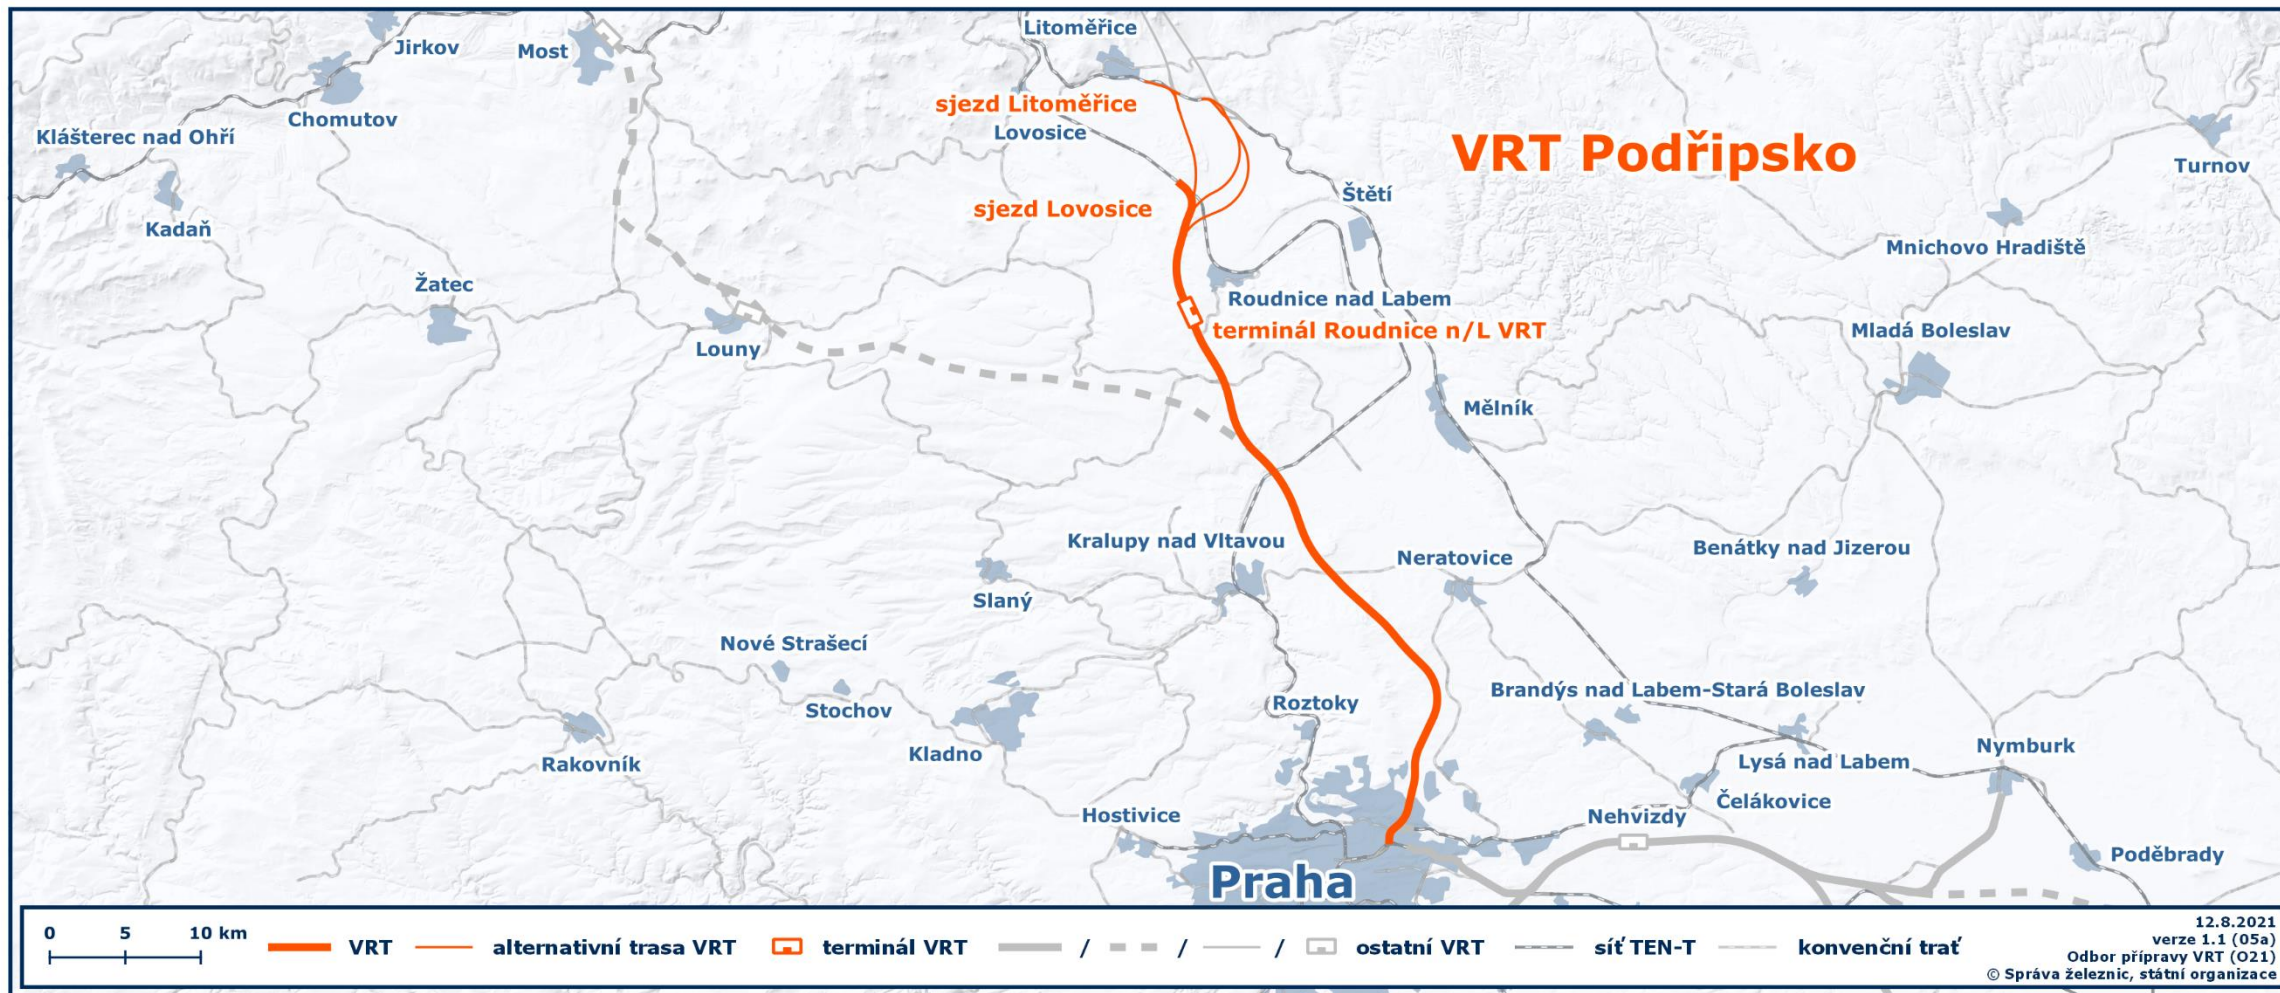 Litoměřice
Jirkov
Most
sjezd Litoměřice
Chomutov
Lovosice
Klášterec nad Ohří
VRT Podřipsko
Turnov
Štětí
sjezd Lovosice
Kadaň
Mnichovo Hradiště
Žatec
Roudnice nad Labem
terminál Roudnice n/L VRT
Mladá Boleslav
Louny
Mělník
Kralupy nad Vltavou
Neratovice
Benátky nad Jizerou
Slaný
Nové Strašecí
Brandýs nad Labem-Stará Boleslav
Roztoky
Stochov
Kladno
Nymburk
Rakovník
Lysá nad Labem
Čelákovice
Hostivice
Nehvizdy
Poděbrady
Praha
0 5 10 km
VRT
alternativní trasa VRT
terminál VRT
/ / / ostatní VRT
síť TEN-T
konvenční trať
12.8.2021
verze 1.1 (05a)
Odbor přípravy VRT (O21)
© Správa železnic, státní organizace